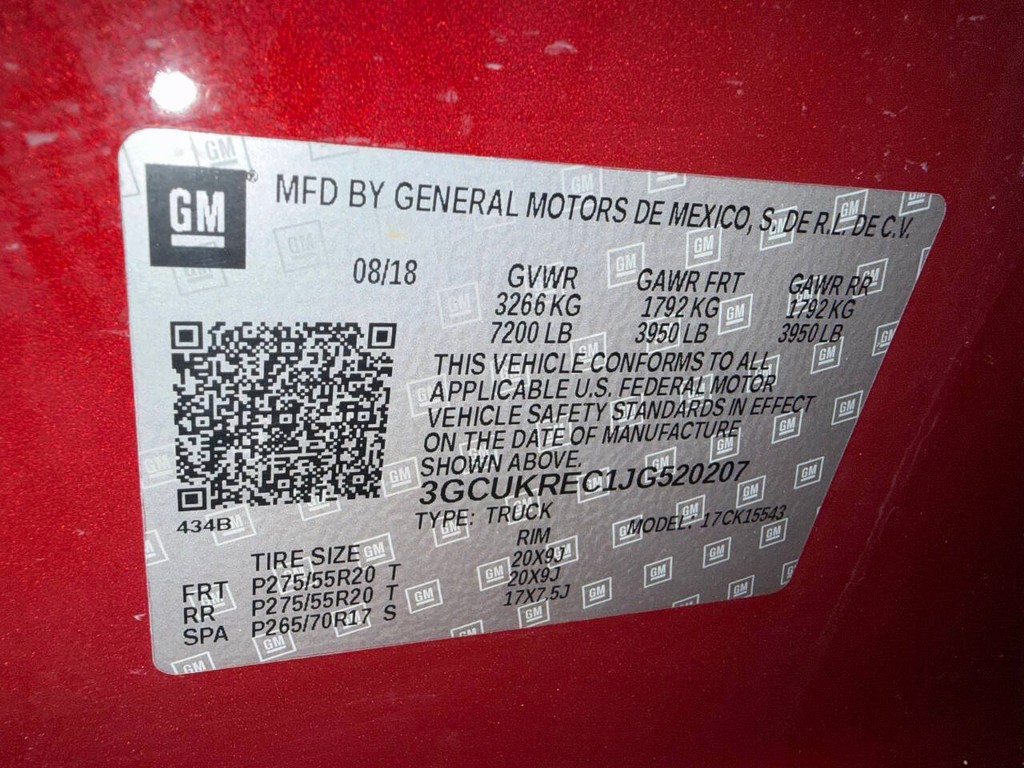 GM® MFD BY GENERAL MOTORS DE MEXICO, S. DE R.L. DE C.V.
08/18 GVWR GAWR FRT GAWR RR
3266 KG 1792 KG 1792 KG
7200 LB 3950 LB 3950 LB
THIS VEHICLE CONFORMS TO ALL
APPLICABLE U.S. FEDERAL MOTOR
VEHICLE SAFETY STANDARDS IN EFFECT
ON THE DATE OF MANUFACTURE
SHOWN ABOVE.
3GCUKREC1JG520207
434B
TYPE: TRUCK MODEL: 17CK15543
TIRE SIZE RIM
FRT P275/55R20 T 20X9J
RR P275/55R20 T 20X9J
SPA P265/70R17 S 17X7.5J